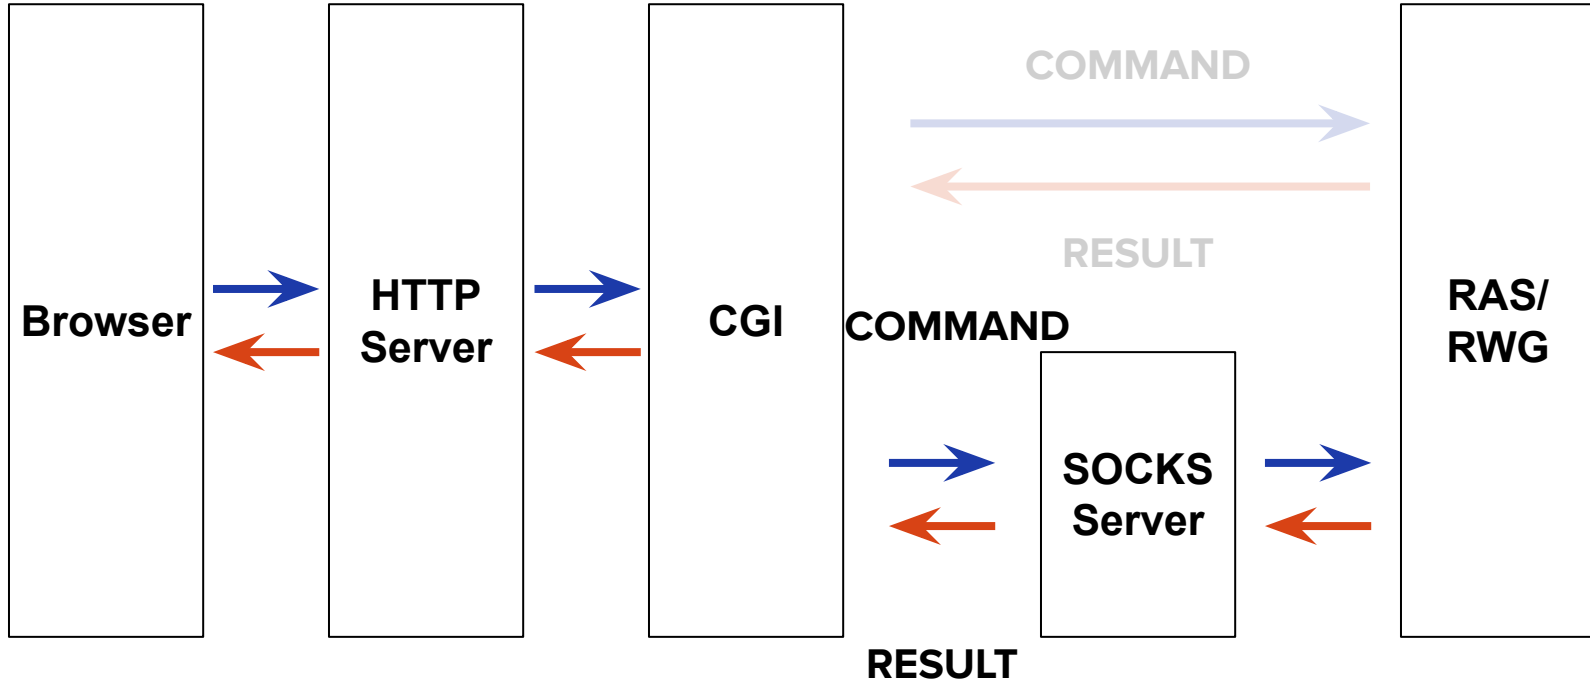 COMMAND
RESULT
Browser
HTTP
Server
CGI
COMMAND
RAS/
RWG
SOCKS
Server
RESULT